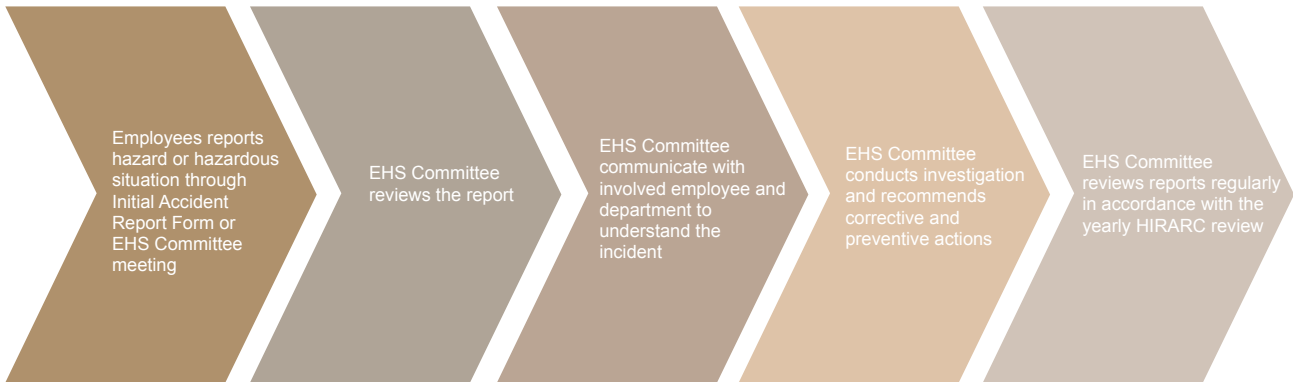 Employees reports
hazard or hazardous
situation through
Initial Accident
Report Form or
EHS Committee
meeting
EHS Committee
reviews the report
EHS Committee
communicate with
involved employee and
department to
understand the
incident
EHS Committee
conducts investigation
and recommends
corrective and
preventive actions
EHS Committee
reviews reports regularly
in accordance with the
yearly HIRARC review